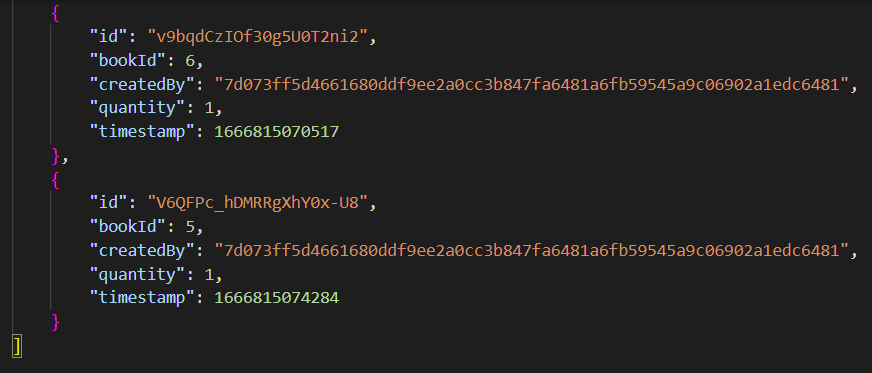 {
"id": "v9bqdCzIOf30g5U0T2ni2",
"bookId": 6,
"createdBy": "7d073ff5d4661680ddf9ee2a0cc3b847fa6481a6fb59545a9c06902a1edc6481",
"quantity": 1,
"timestamp": 1666815070517
},
{
"id": "V6QFPc_hDMRRgXhY0x-U8",
"bookId": 5,
"createdBy": "7d073ff5d4661680ddf9ee2a0cc3b847fa6481a6fb59545a9c06902a1edc6481",
"quantity": 1,
"timestamp": 1666815074284
}
]